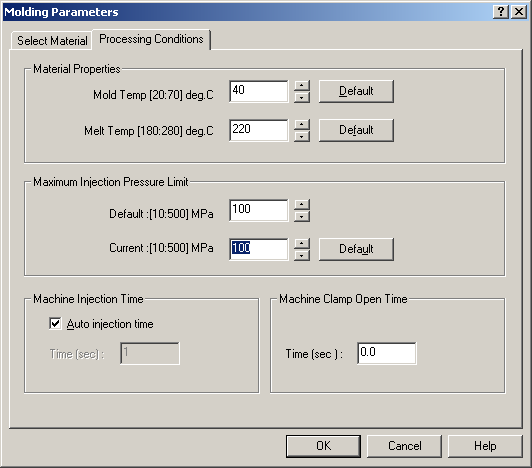 Molding Parameters
Select Material
Processing Conditions
Material Properties
Mold Temp [20:70] deg.C 40 Default
Melt Temp [180:280] deg.C 220 Default
Maximum Injection Pressure Limit
Default :[10:500] MPa 100
Current :[10:500] MPa 100 Default
Machine Injection Time
Auto injection time
Time (sec) : 1
Machine Clamp Open Time
Time (sec ) : 0.0
OK Cancel Help